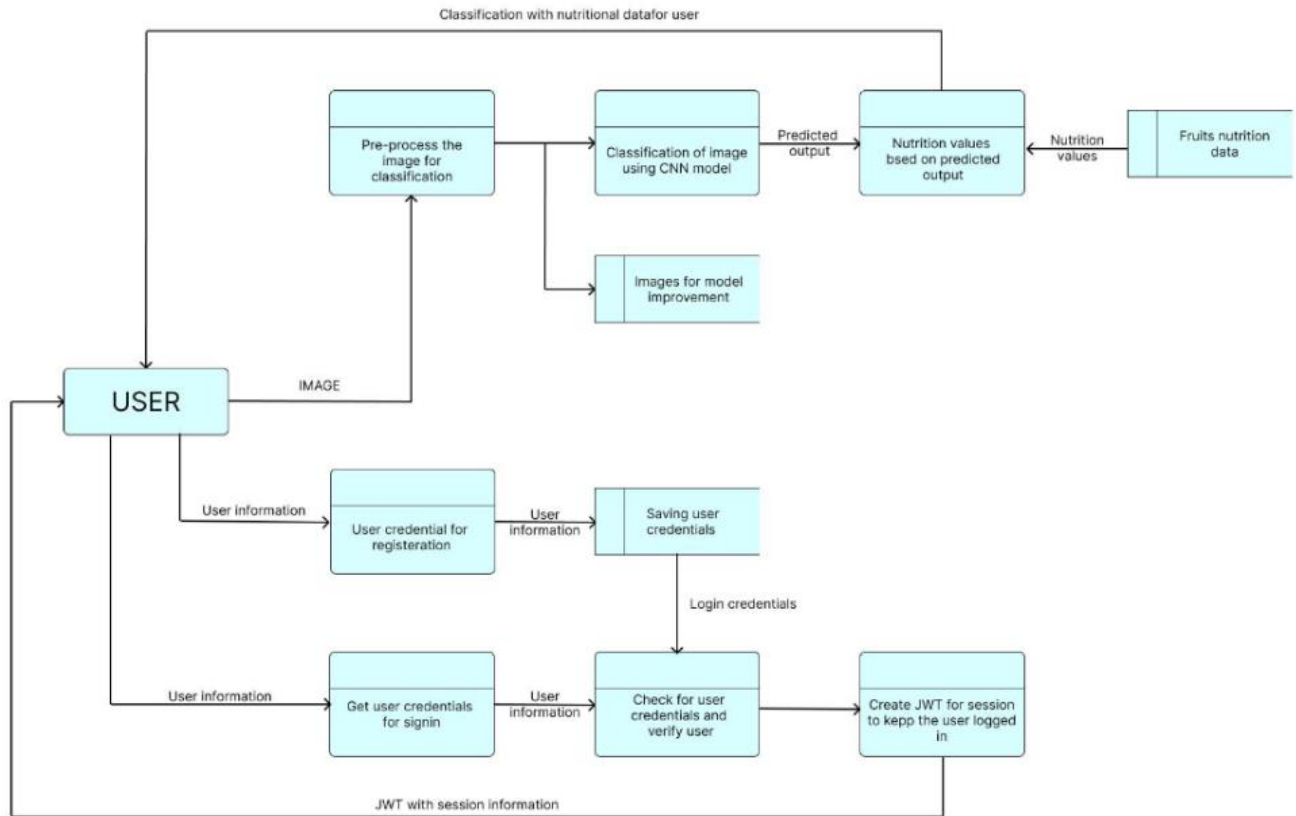 Classification with nutritional datafor user
Pre-process the
image for
classification
Classification of image
using CNN model
Predicted
output
Nutrition values
bsed on predicted
output
Nutrition
values
Fruits nutrition
data
Images for model
improvement
USER
IMAGE
User information
User credential for
registeration
User
information
Saving user
credentials
Login credentials
User information
Get user credentials
for signin
User
information
Check for user
credentials and
verify user
Create JWT for session
to kepp the user logged
in
JWT with session information